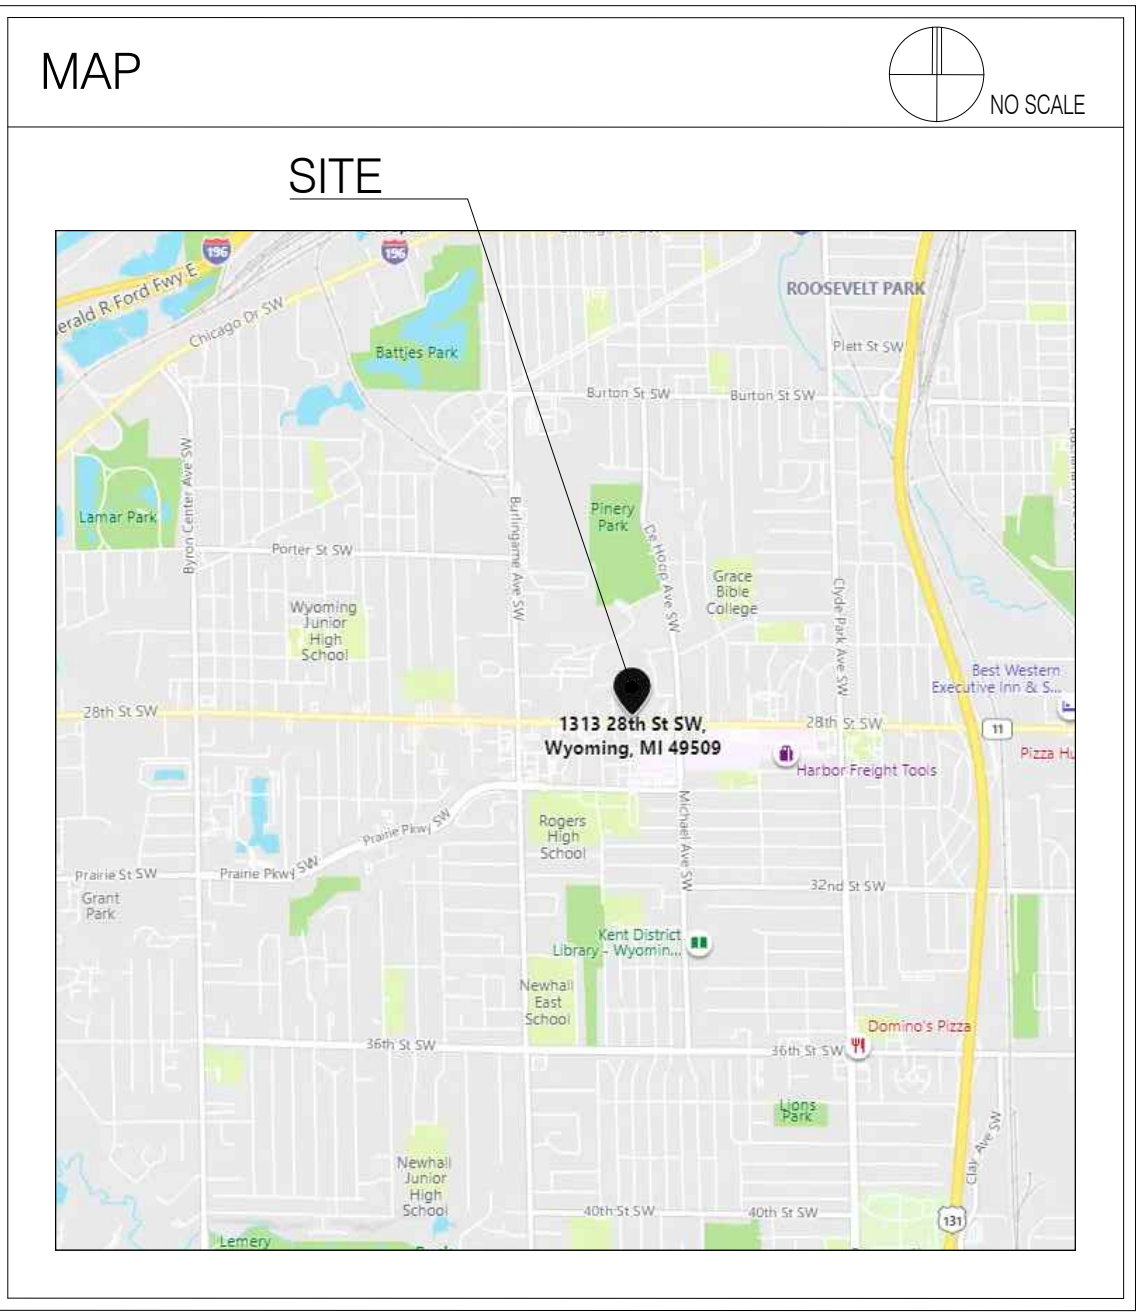 MAP
NO SCALE
SITE
196
196
erald R Ford Fwy E
Chicago Dr SW
ROOSEVELT PARK
Plett St SW
Battjes Park
Burton St SW
Burton St SW
Byron Center Ave SW
Lamar Park
Burlingame Ave SW
Pinery
Park
De Hoop Ave SW
Porter St SW
Grace
Bible
College
Clyde Park Ave SW
Wyoming
Junior
High
School
Best Western
Executive Inn & S...
28th St SW
1313 28th St SW,
Wyoming, MI 49509
28th St SW
11
Pizza Hu
Harbor Freight Tools
Prairie Pkwy SW
Rogers
High
School
Michael Ave SW
Prairie St SW
Prairie Pkwy SW
32nd St SW
Grant
Park
Kent District
Library - Wyomin...
Newhall
East
School
Domino's Pizza
36th St SW
36th St SW
Lions
Park
Clay Ave SW
Newhall
Junior
High
School
40th St SW
40th St SW
131
Lemery